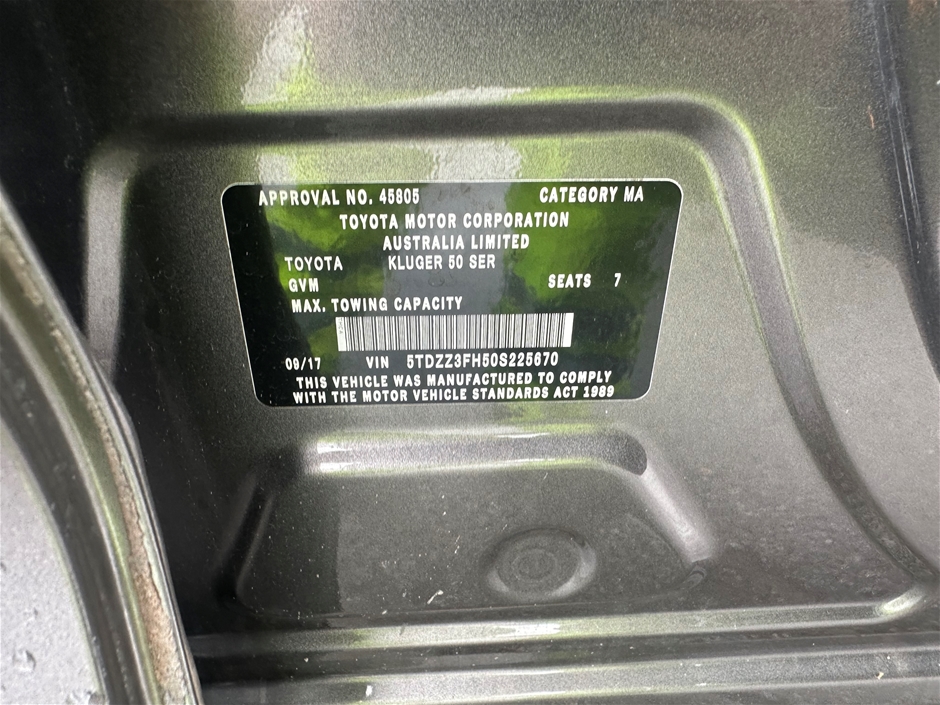 APPROVAL NO. 45805 CATEGORY MA
TOYOTA MOTOR CORPORATION
AUSTRALIA LIMITED
TOYOTA KLUGER 50 SER
GVM SEATS 7
MAX. TOWING CAPACITY
09/17 VIN 5TDZZ3FH50S225670
THIS VEHICLE WAS MANUFACTURED TO COMPLY
WITH THE MOTOR VEHICLE STANDARDS ACT 1989